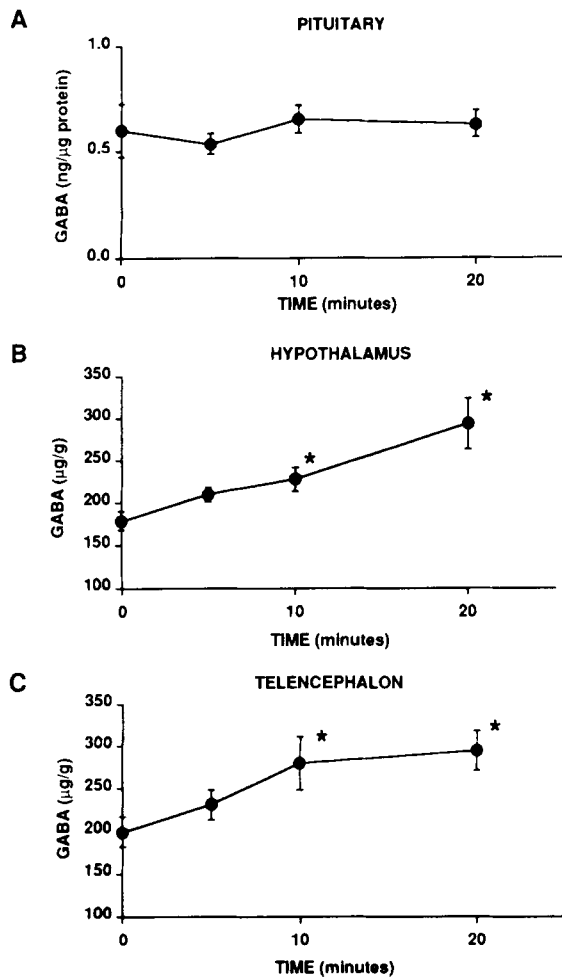 A
PITUITARY
1.0
0.5
0.0
GABA (ng/µg protein)
0
10
20
TIME (minutes)
B
HYPOTHALAMUS
350
300
250
200
150
100
GABA (µg/g)
*
*
0
10
20
TIME (minutes)
C
TELENCEPHALON
350
300
250
200
150
100
GABA (µg/g)
*
*
0
10
20
TIME (minutes)